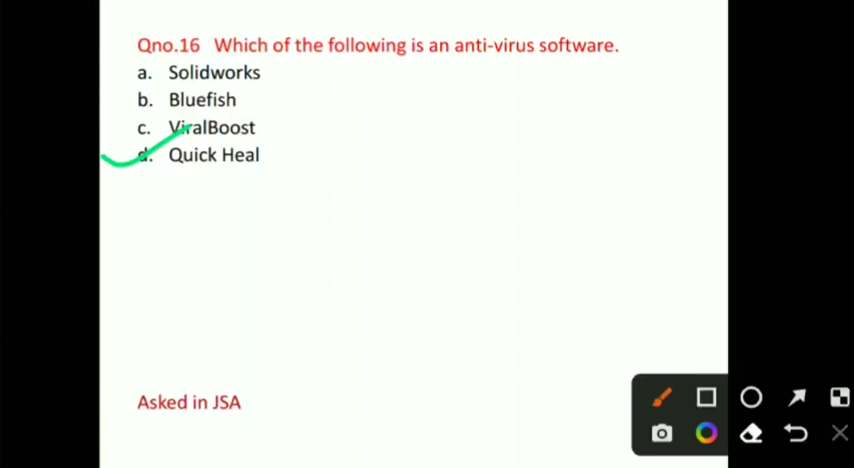 Qno.16 Which of the following is an anti-virus software.
a. Solidworks
b. Bluefish
c. ViralBoost
d. Quick Heal
Asked in JSA